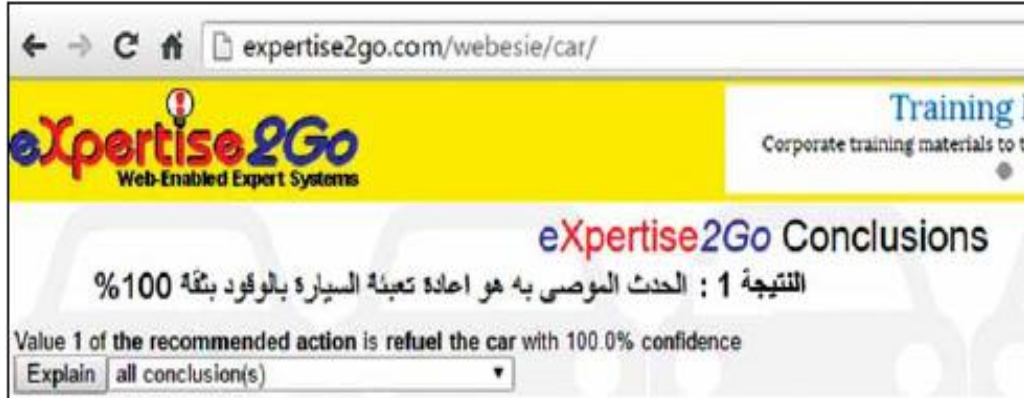 expertise2go.com/webesie/car/
eXpertise2Go
Web-Enabled Expert Systems
Training
Corporate training materials to
eXpertise2Go Conclusions
النتيجة 1 : الحدث الموصى به هو اعادة تعبئة السيارة بالوقود بثقة 100%
Value 1 of the recommended action is refuel the car with 100.0% confidence
Explain all conclusion(s)